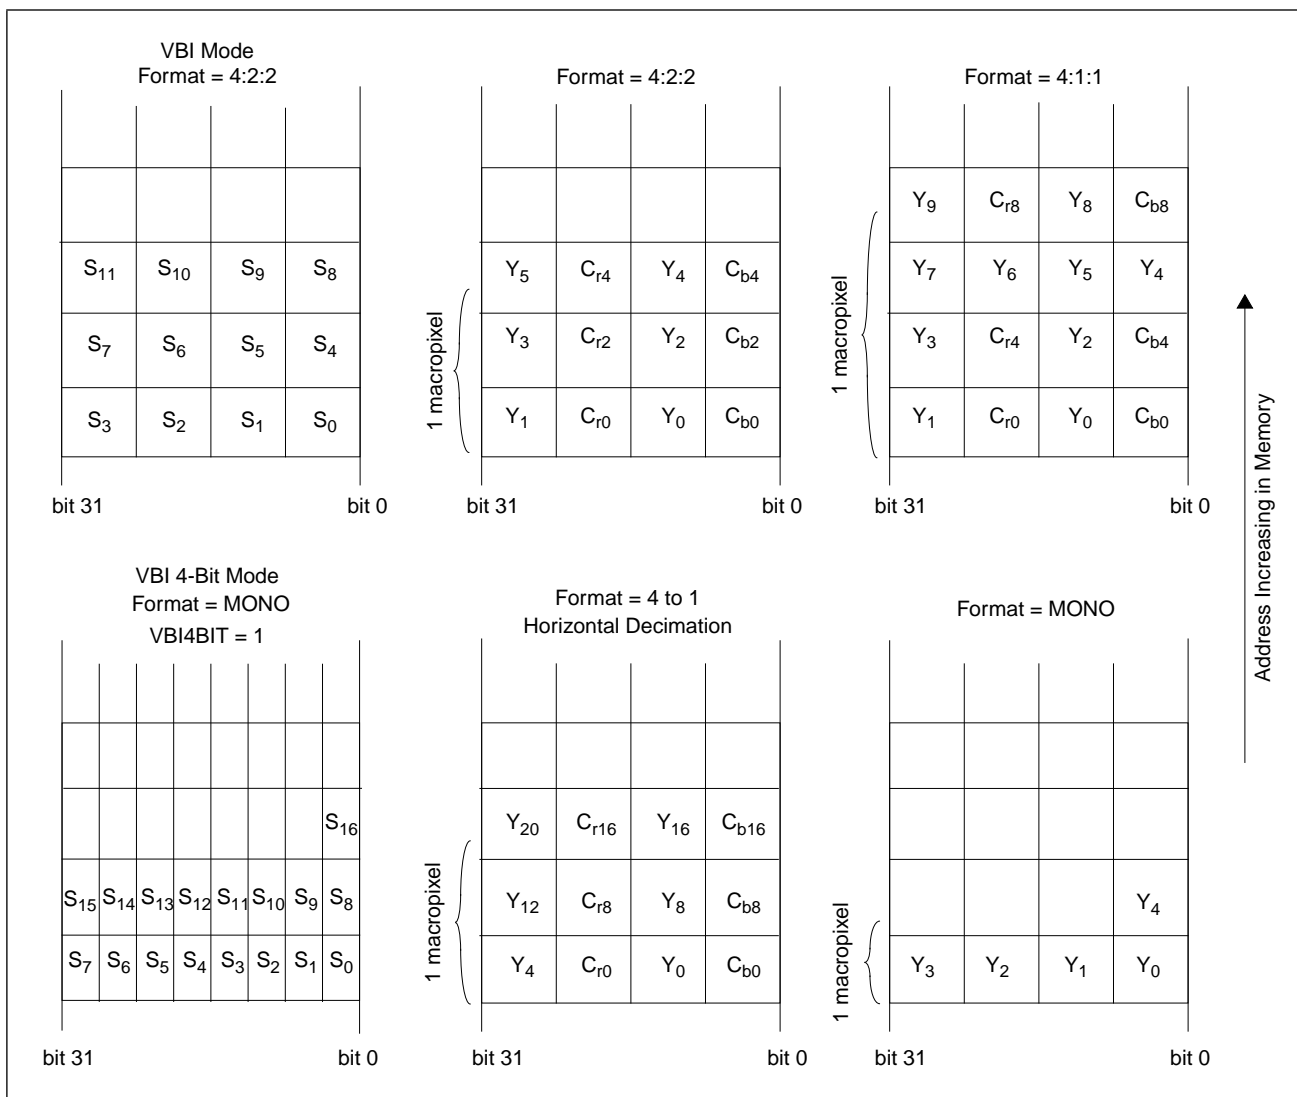 VBI Mode
Format = 4:2:2
S11 S10 S9 S8
S7 S6 S5 S4
S3 S2 S1 S0
bit 31 bit 0
Format = 4:2:2
1 macropixel
Y5 Cr4 Y4 Cb4
Y3 Cr2 Y2 Cb2
Y1 Cr0 Y0 Cb0
bit 31 bit 0
Format = 4:1:1
1 macropixel
Y9 Cr8 Y8 Cb8
Y7 Y6 Y5 Y4
Y3 Cr4 Y2 Cb4
Y1 Cr0 Y0 Cb0
bit 31 bit 0
Address Increasing in Memory
VBI 4-Bit Mode
Format = MONO
VBI4BIT = 1
S16
S15 S14 S13 S12 S11 S10 S9 S8
S7 S6 S5 S4 S3 S2 S1 S0
bit 31 bit 0
Format = 4 to 1
Horizontal Decimation
1 macropixel
Y20 Cr16 Y16 Cb16
Y12 Cr8 Y8 Cb8
Y4 Cr0 Y0 Cb0
bit 31 bit 0
Format = MONO
1 macropixel
Y4
Y3 Y2 Y1 Y0
bit 31 bit 0